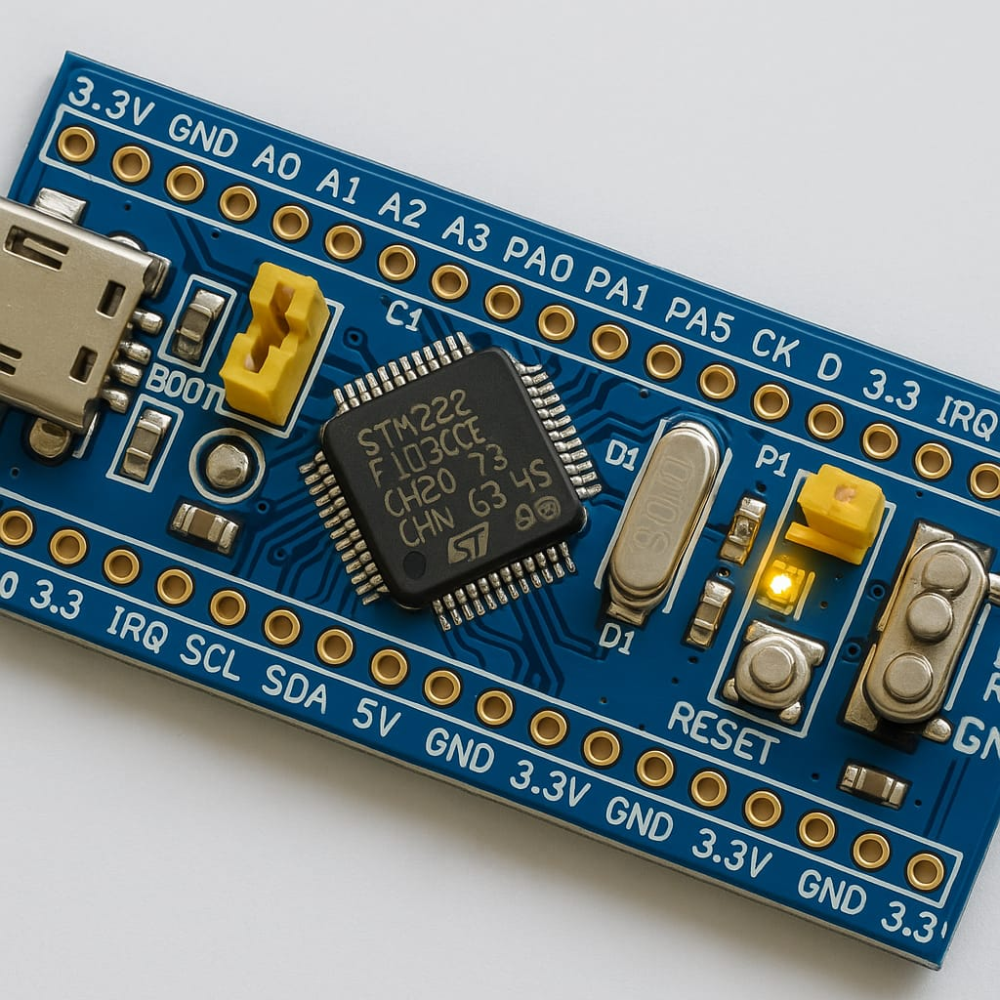 3.3V GND A0 A1 A2 A3 PA0 PA1 PA5 CK D 3.3 IRQ
C1
BOOT
STM222
F103CCE
CH20 73
CHN 63 4S
ST
D1
P1
D1
RESET
GN
0 3.3 IRQ SCL SDA 5V GND 3.3V GND 3.3V GND 3.3